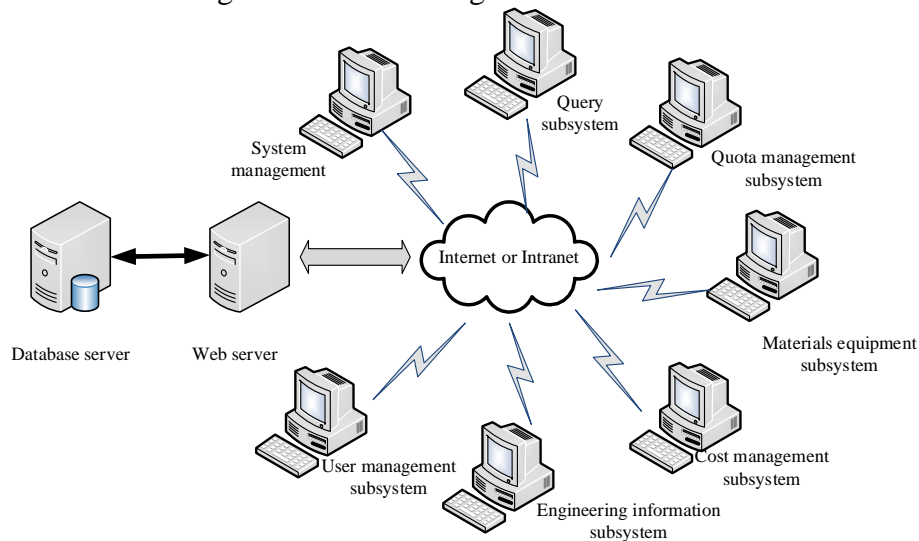 Query
subsystem
System
management
Quota management
subsystem
Internet or Intranet
Database server
Web server
Materials equipment
subsystem
User management
subsystem
Cost management
subsystem
Engineering information
subsystem